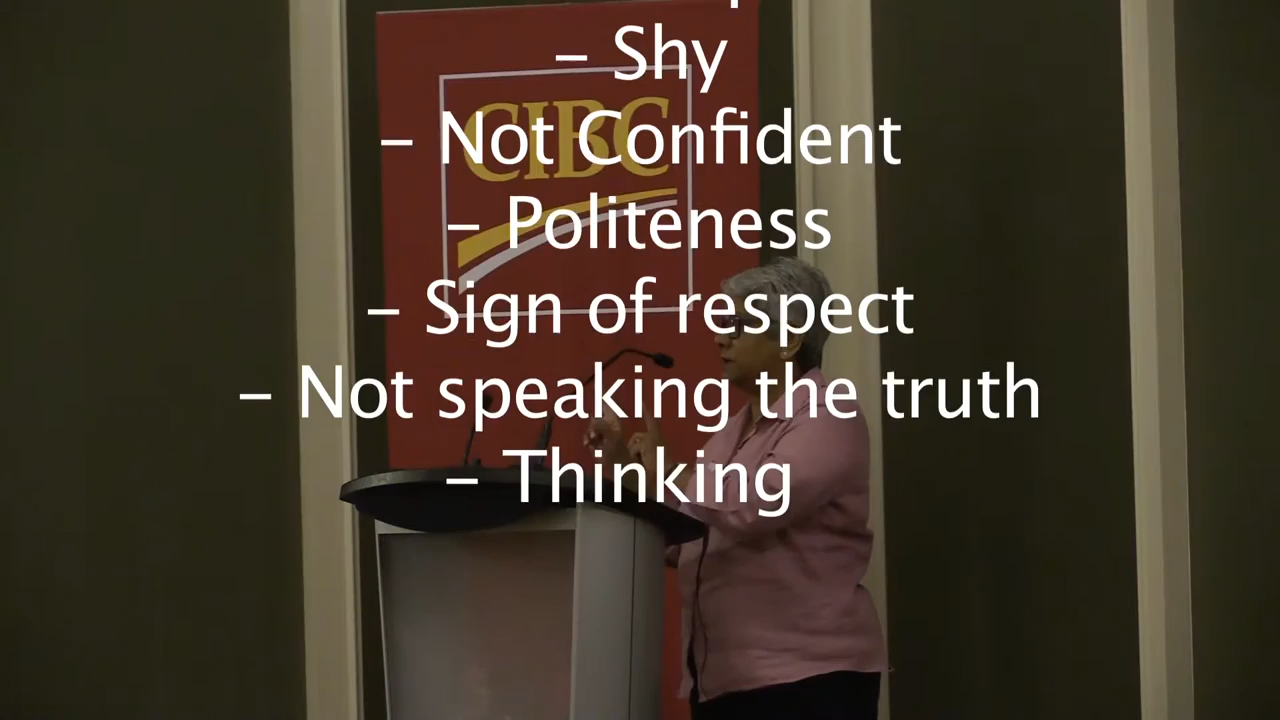 – Shy
– Not Confident
– Politeness
– Sign of respect
– Not speaking the truth
– Thinking
CIBC